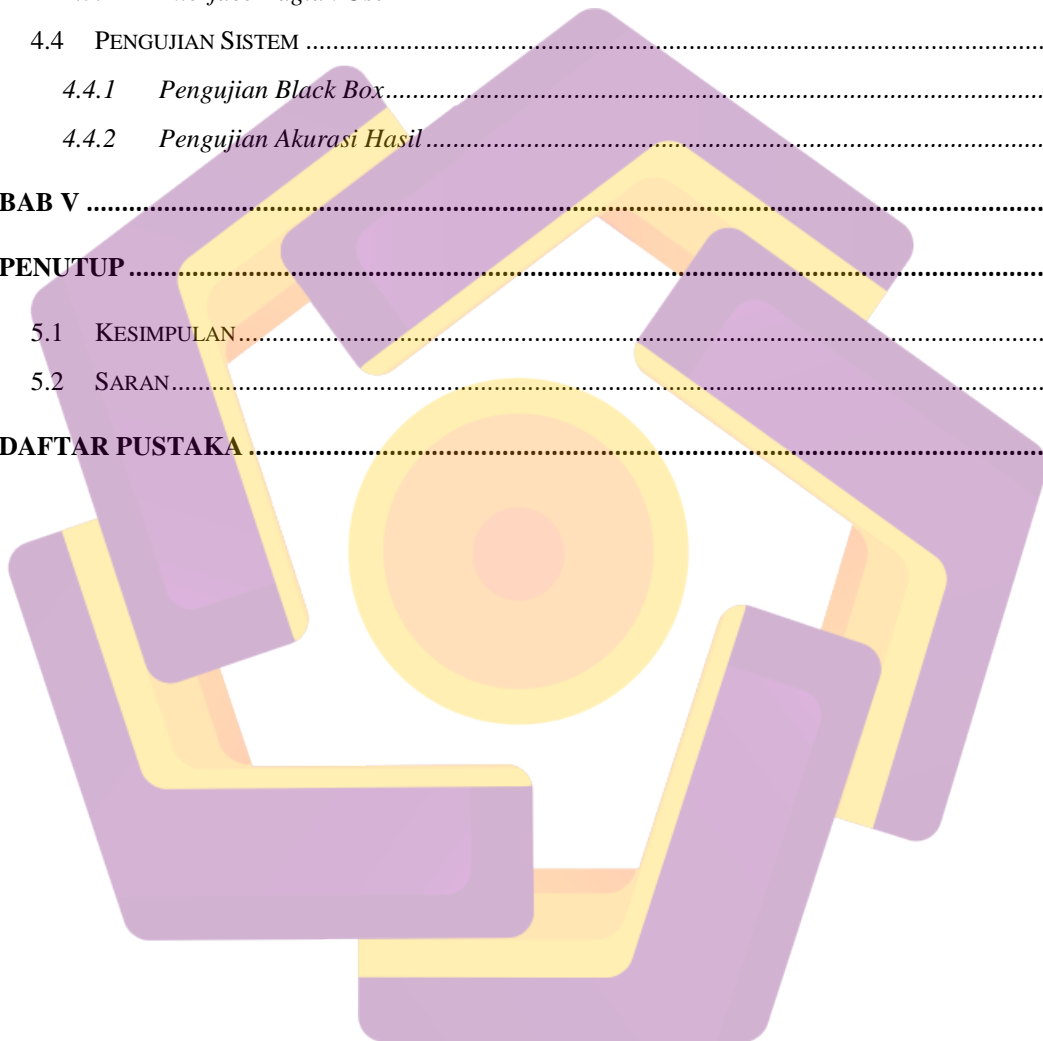 4.4 PENGUJIAN SISTEM ........................................................................
4.4.1 Pengujian Black Box ........................................................................
4.4.2 Pengujian Akurasi Hasil ........................................................................
BAB V ........................................................................
PENUTUP ........................................................................
5.1 KESIMPULAN ........................................................................
5.2 SARAN ........................................................................
DAFTAR PUSTAKA ........................................................................